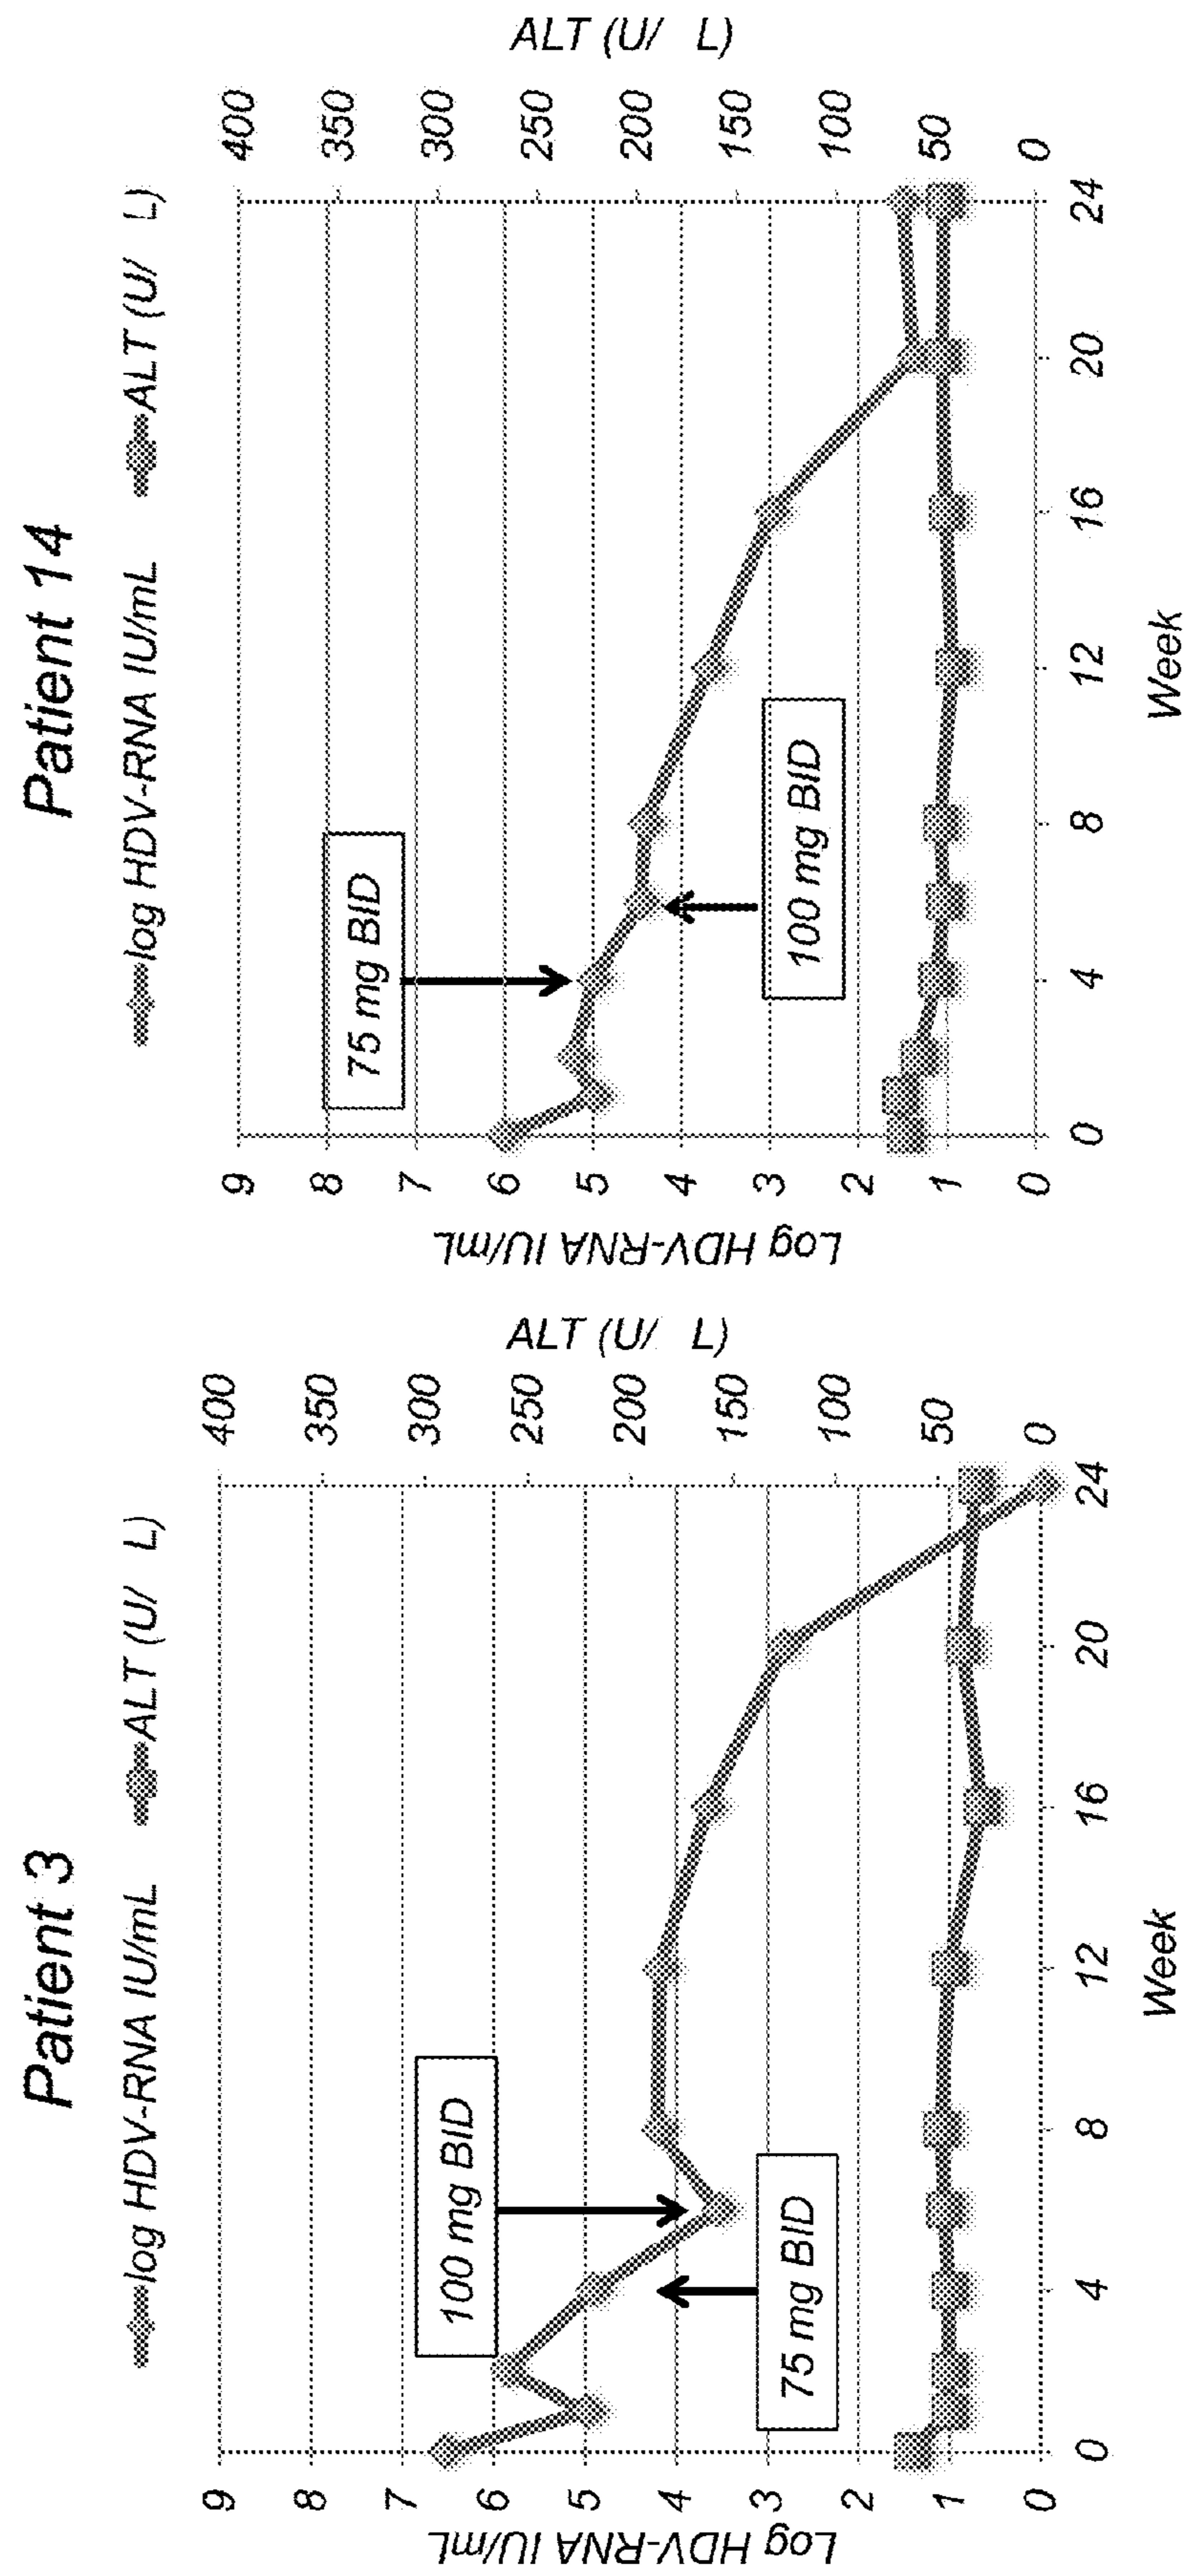 Patient 3
log HDV-RNA IU/mL ALT (U/ L)
Log HDV-RNA IU/mL
9
8
7
6
5
4
3
2
1
0
100 mg BID
75 mg BID
ALT (U/ L)
400
350
300
250
200
150
100
50
0
0 4 8 12 16 20 24
Week
Patient 14
log HDV-RNA IU/mL ALT (U/ L)
Log HDV-RNA IU/mL
9
8
7
6
5
4
3
2
1
0
75 mg BID
100 mg BID
ALT (U/ L)
400
350
300
250
200
150
100
50
0
0 4 8 12 16 20 24
Week